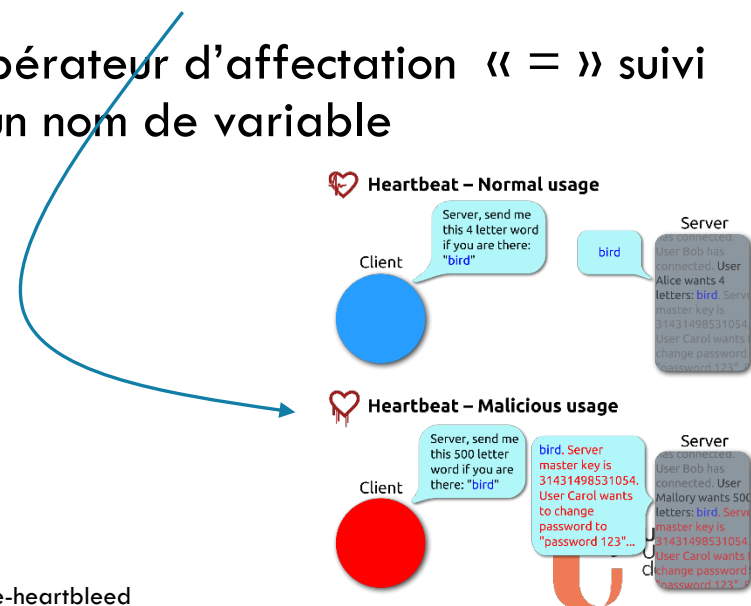 pérateur d’affectation « = » suivi
un nom de variable
Heartbeat – Normal usage
Server, send me
this 4 letter word
if you are there:
"bird"
Client
bird
Server
has connected.
User Bob has
connected. User
Alice wants 4
letters: bird. Serve
master key is
31431498531054.
User Carol wants t
change password
"password 123"
Heartbeat – Malicious usage
Server, send me
this 500 letter
word if you are
there: "bird"
Client
bird. Server
master key is
31431498531054.
User Carol wants
to change
password to
"password 123"...
Server
has connected.
User Bob has
connected. User
Mallory wants 500
letters: bird. Serve
master key is
31431498531054.
User Carol wants t
change password
"password 123"
e-heartbleed